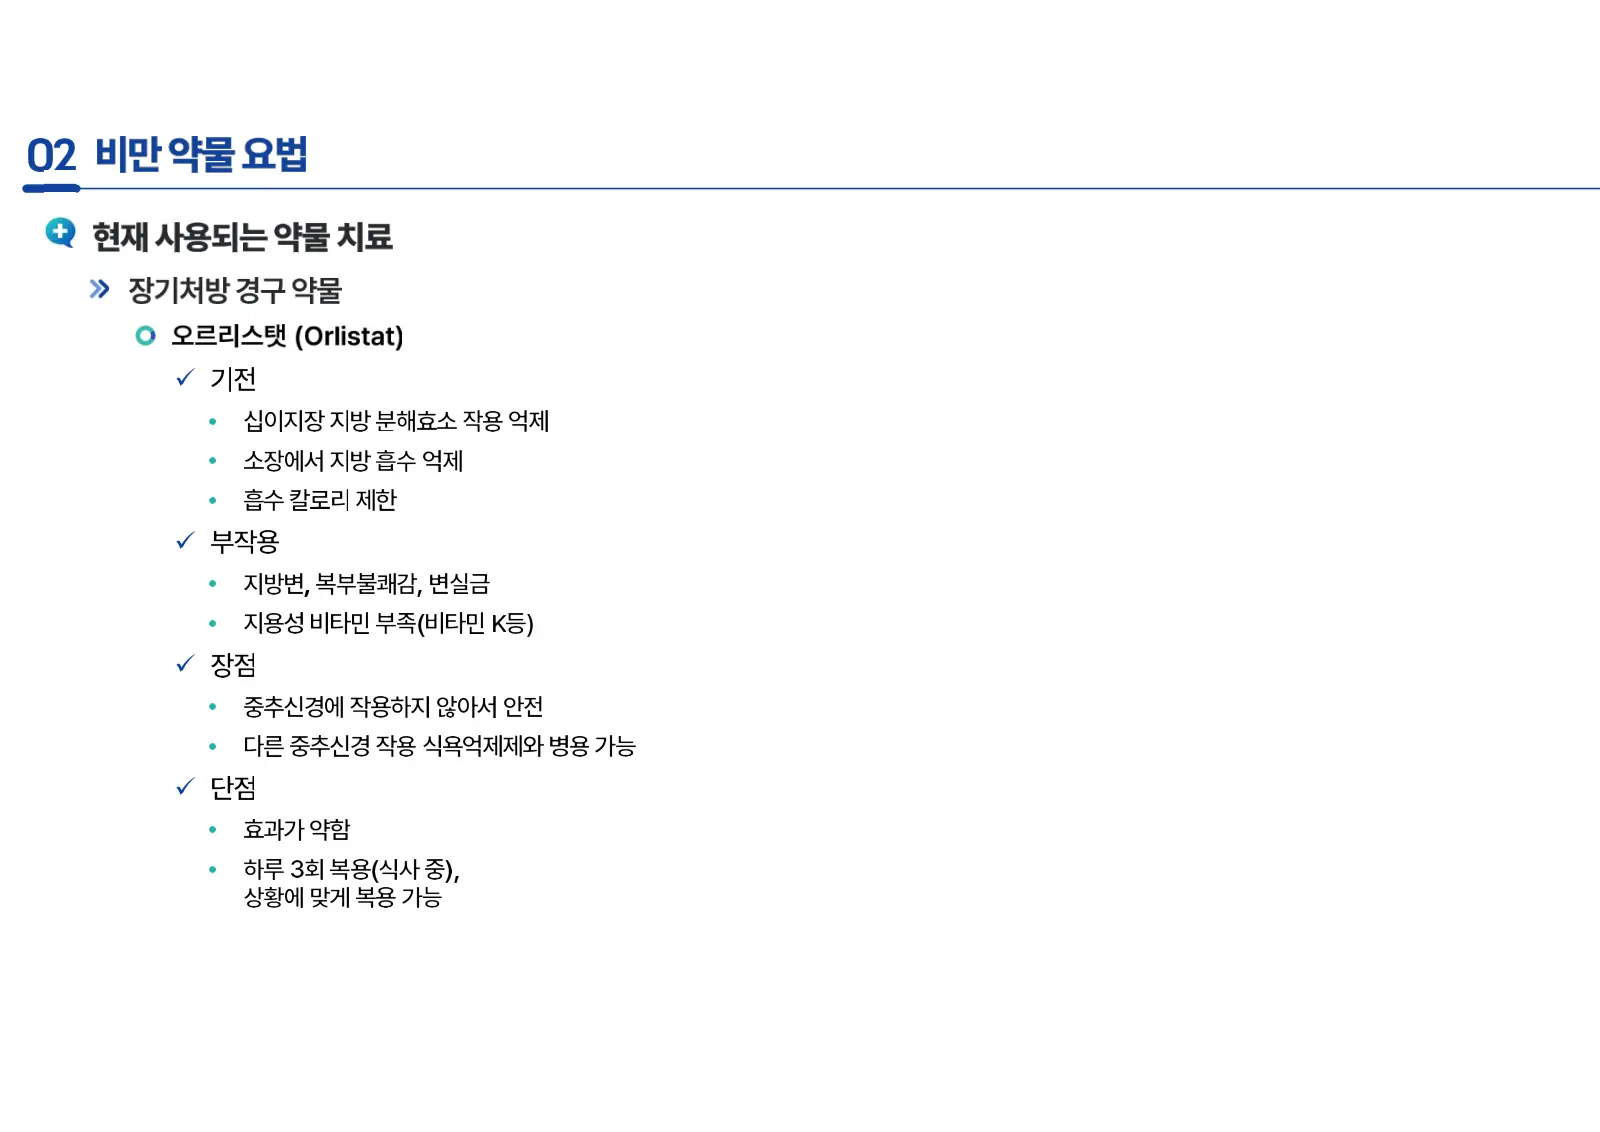 02 비만 약물 요법
현재 사용되는 약물 치료
장기처방 경구 약물
오르리스탯 (Orlistat)
기전
십이지장 지방 분해효소 작용 억제
소장에서 지방 흡수 억제
흡수 칼로리 제한
부작용
지방변, 복부불쾌감, 변실금
지용성 비타민 부족(비타민 K등)
장점
중추신경에 작용하지 않아서 안전
다른 중추신경 작용 식욕억제제와 병용 가능
단점
효과가 약함
하루 3회 복용(식사 중),
상황에 맞게 복용 가능